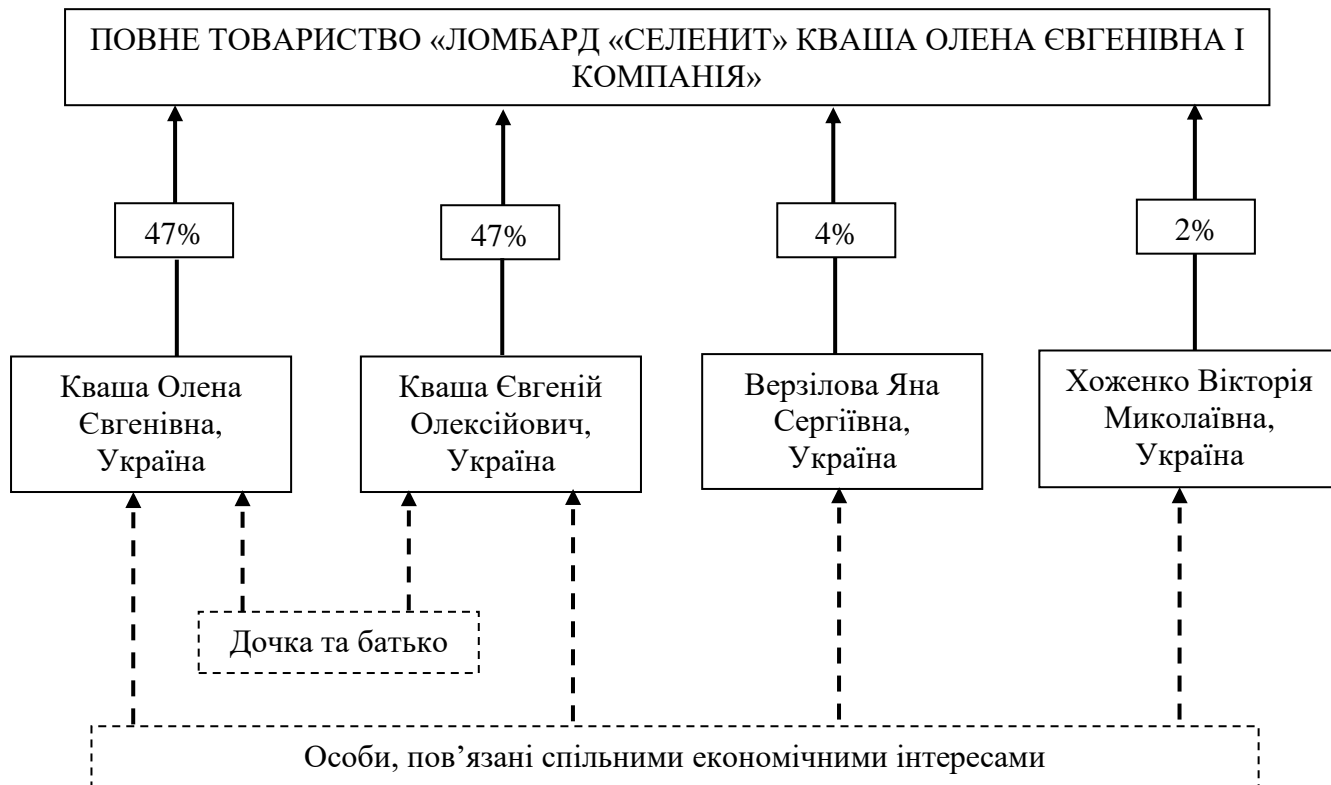 ПОВНЕ ТОВАРИСТВО «ЛОМБАРД «СЕЛЕНИТ» КВАША ОЛЕНА ЄВГЕНІВНА І
КОМПАНІЯ»
47%
47%
4%
2%
Кваша Олена
Євгенівна,
Україна
Кваша Євгеній
Олексійович,
Україна
Верзілова Яна
Сергіївна,
Україна
Хоженко Вікторія
Миколаївна,
Україна
Дочка та батько
Особи, пов’язані спільними економічними інтересами